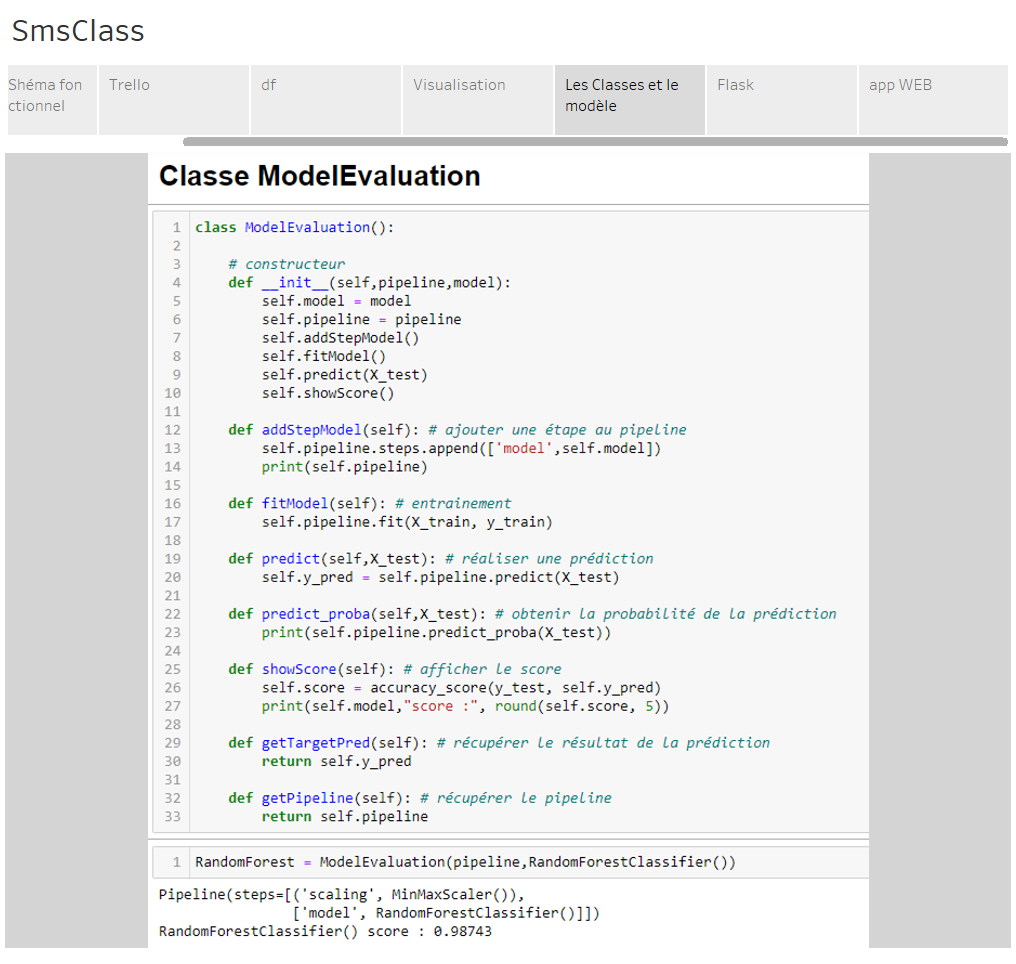 SmsClass
Shéma fon
ctionnel
Trello
df
Visualisation
Les Classes et le
modèle
Flask
app WEB
Classe ModelEvaluation
1 class ModelEvaluation():
2
3     # constructeur
4     def __init__(self,pipeline,model):
5         self.model = model
6         self.pipeline = pipeline
7         self.addStepModel()
8         self.fitModel()
9         self.predict(X_test)
10         self.showScore()
11
12     def addStepModel(self): # ajouter une étape au pipeline
13         self.pipeline.steps.append(['model',self.model])
14         print(self.pipeline)
15
16     def fitModel(self): # entrainement
17         self.pipeline.fit(X_train, y_train)
18
19     def predict(self,X_test): # réaliser une prédiction
20         self.y_pred = self.pipeline.predict(X_test)
21
22     def predict_proba(self,X_test): # obtenir la probabilité de la prédiction
23         print(self.pipeline.predict_proba(X_test))
24
25     def showScore(self): # afficher le score
26         self.score = accuracy_score(y_test, self.y_pred)
27         print(self.model,"score :", round(self.score, 5))
28
29     def getTargetPred(self): # récupérer le résultat de la prédiction
30         return self.y_pred
31
32     def getPipeline(self): # récupérer le pipeline
33         return self.pipeline
1 RandomForest = ModelEvaluation(pipeline,RandomForestClassifier())
Pipeline(steps=[('scaling', MinMaxScaler()),
                ['model', RandomForestClassifier()]])
RandomForestClassifier() score : 0.98743